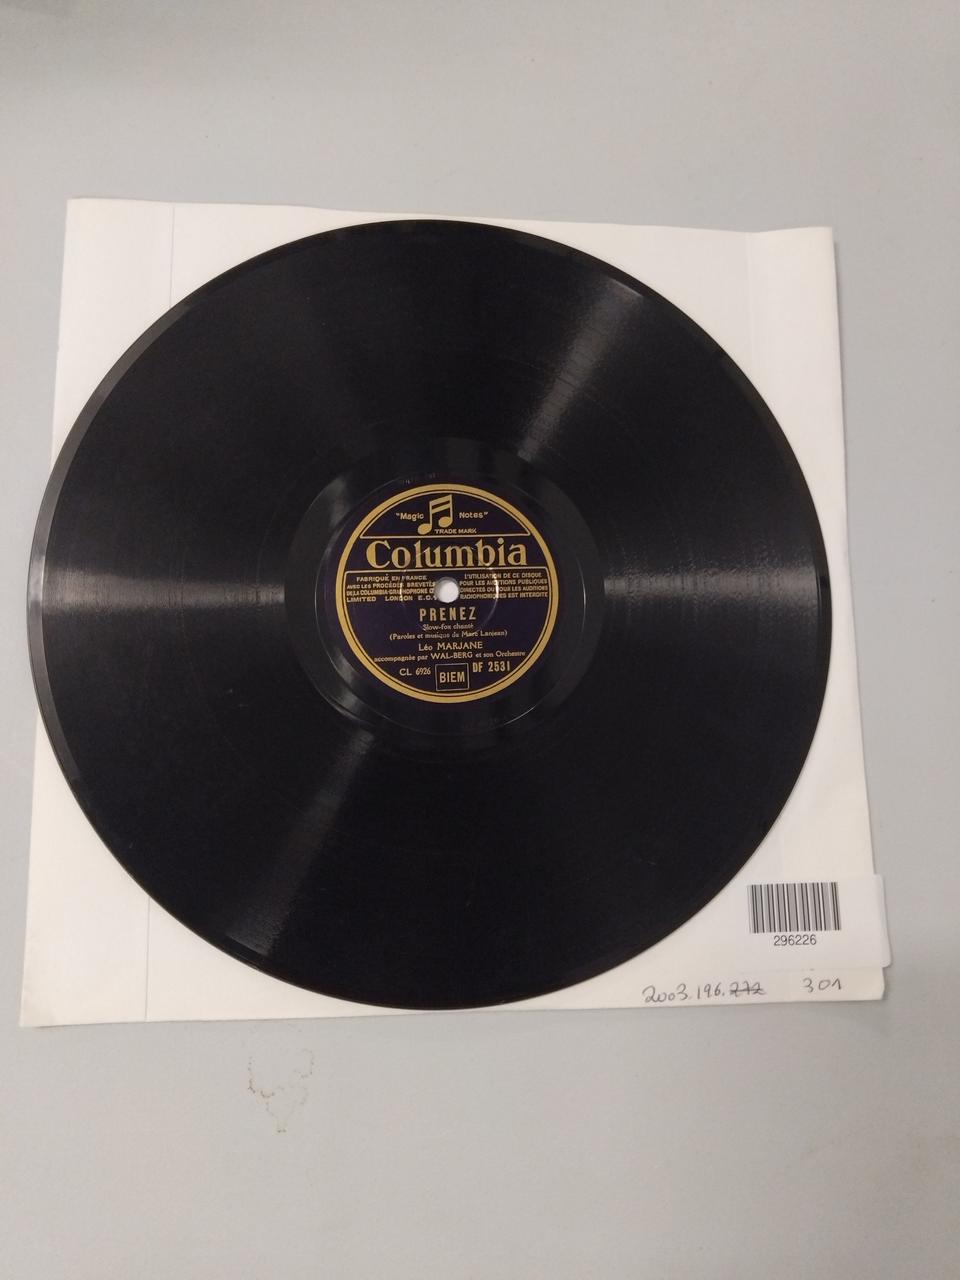 "Magic Notes"
TRADE MARK
Columbia
FABRIQUÉ EN FRANCE
AVEC LES PROCÉDÉS BREVETÉS
DE LA COLUMBIA GRAPHOPHONE
LIMITED LONDON E.C.
L'UTILISATION DE CE DISQUE
POUR LES AUDITIONS PUBLIQUES
DIRECTES OU POUR LES AUDITIONS
RADIOPHONIQUES EST INTERDITE
PRENEZ
Slow-fox chanté
(Paroles et musique de Marc Lanjean)
Léo MARJANE
accompagnée par WAL-BERG et son Orchestre
CL 6926 BIEM DF 2531
296226
2003.196.272 301